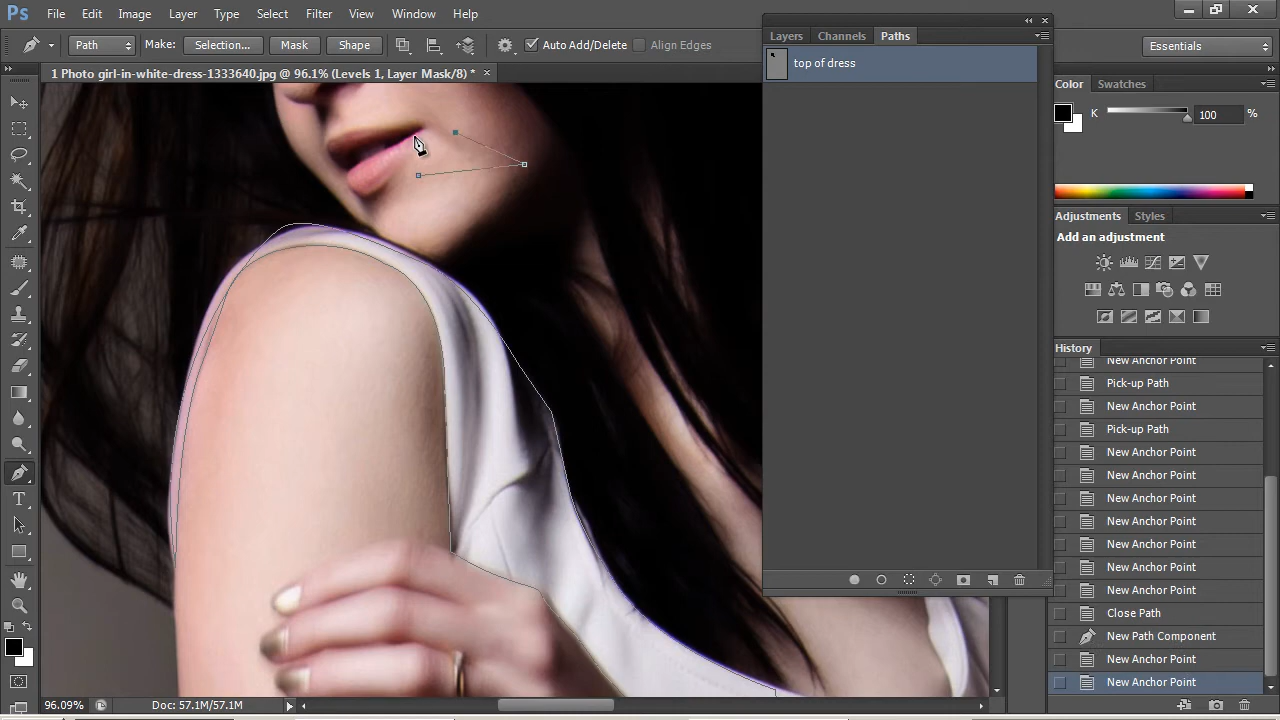 Ps File Edit Image Layer Type Select Filter View Window Help
Path Make: Selection... Mask Shape Auto Add/Delete Align Edges Essentials
1 Photo girl-in-white-dress-1333640.jpg @ 96.1% (Levels 1, Layer Mask/8) *
Layers Channels Paths
top of dress
Color Swatches
K 100 %
Adjustments Styles
Add an adjustment
History
New Anchor Point
Pick-up Path
New Anchor Point
Pick-up Path
New Anchor Point
New Anchor Point
New Anchor Point
New Anchor Point
New Anchor Point
New Anchor Point
New Anchor Point
Close Path
New Path Component
New Anchor Point
New Anchor Point
T
96.09% Doc: 57.1M/57.1M